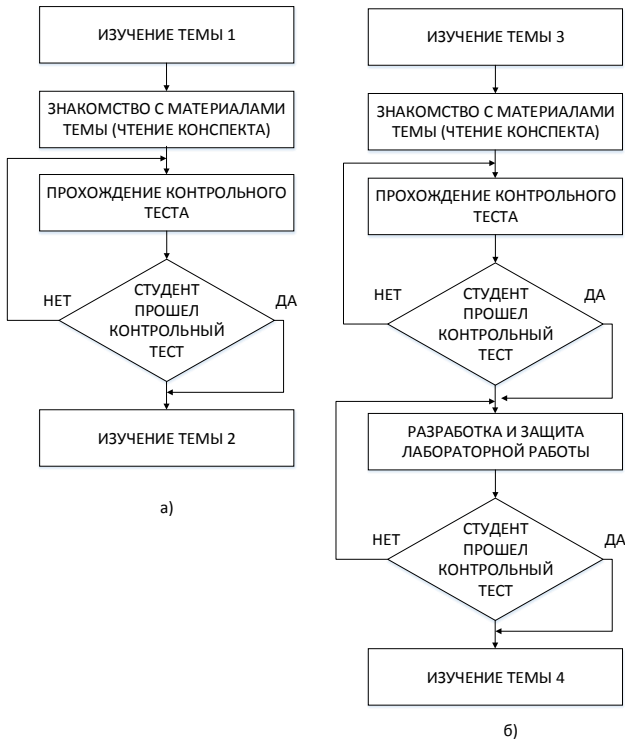 ИЗУЧЕНИЕ ТЕМЫ 1
ЗНАКОМСТВО С МАТЕРИАЛАМИ
ТЕМЫ (ЧТЕНИЕ КОНСПЕКТА)
ПРОХОЖДЕНИЕ КОНТРОЛЬНОГО
ТЕСТА
НЕТ
СТУДЕНТ
ПРОШЕЛ
КОНТРОЛЬНЫЙ
ТЕСТ
ДА
ИЗУЧЕНИЕ ТЕМЫ 2
а)
ИЗУЧЕНИЕ ТЕМЫ 3
ЗНАКОМСТВО С МАТЕРИАЛАМИ
ТЕМЫ (ЧТЕНИЕ КОНСПЕКТА)
ПРОХОЖДЕНИЕ КОНТРОЛЬНОГО
ТЕСТА
НЕТ
СТУДЕНТ
ПРОШЕЛ
КОНТРОЛЬНЫЙ
ТЕСТ
ДА
РАЗРАБОТКА И ЗАЩИТА
ЛАБОРАТОРНОЙ РАБОТЫ
НЕТ
СТУДЕНТ
ПРОШЕЛ
КОНТРОЛЬНЫЙ
ТЕСТ
ДА
ИЗУЧЕНИЕ ТЕМЫ 4
б)